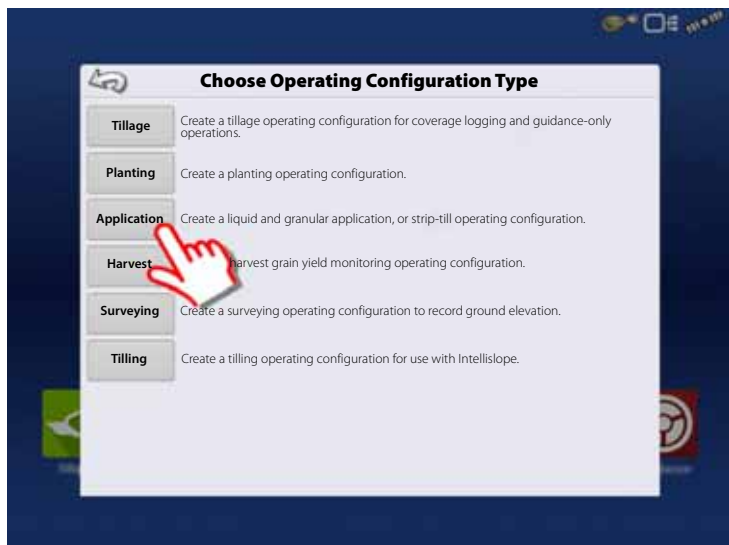 Choose Operating Configuration Type
Tillage
Create a tillage operating configuration for coverage logging and guidance-only
operations.
Planting
Create a planting operating configuration.
Application
Create a liquid and granular application, or strip-till operating configuration.
Harvest
harvest grain yield monitoring operating configuration.
Surveying
Create a surveying operating configuration to record ground elevation.
Tilling
Create a tilling operating configuration for use with Intellislope.